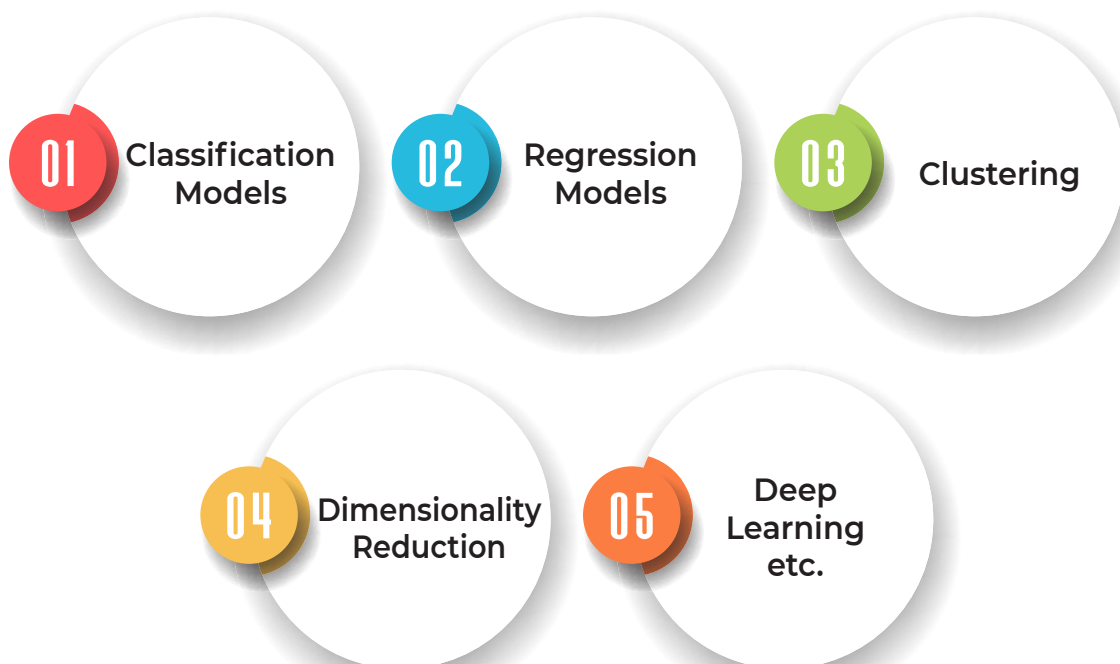 01
Classification
Models
02
Regression
Models
03
Clustering
04
Dimensionality
Reduction
05
Deep
Learning
etc.